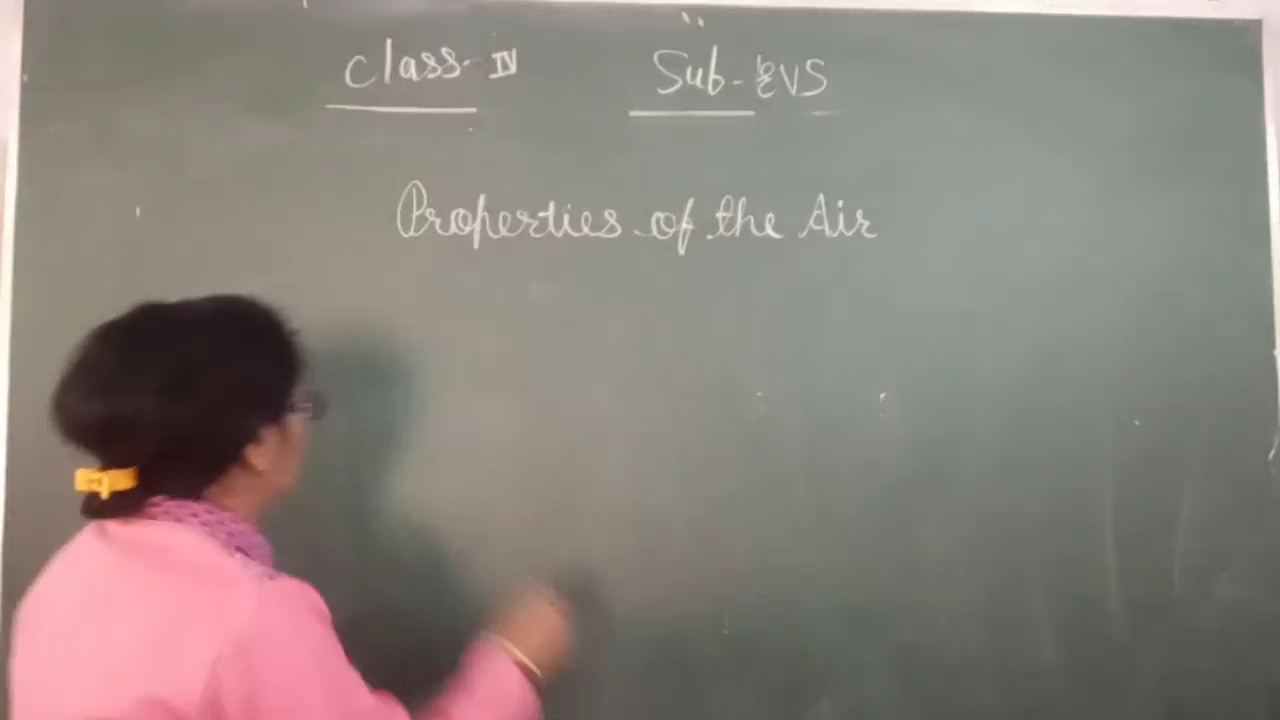 Class- IV Sub- EVS
Properties of the Air